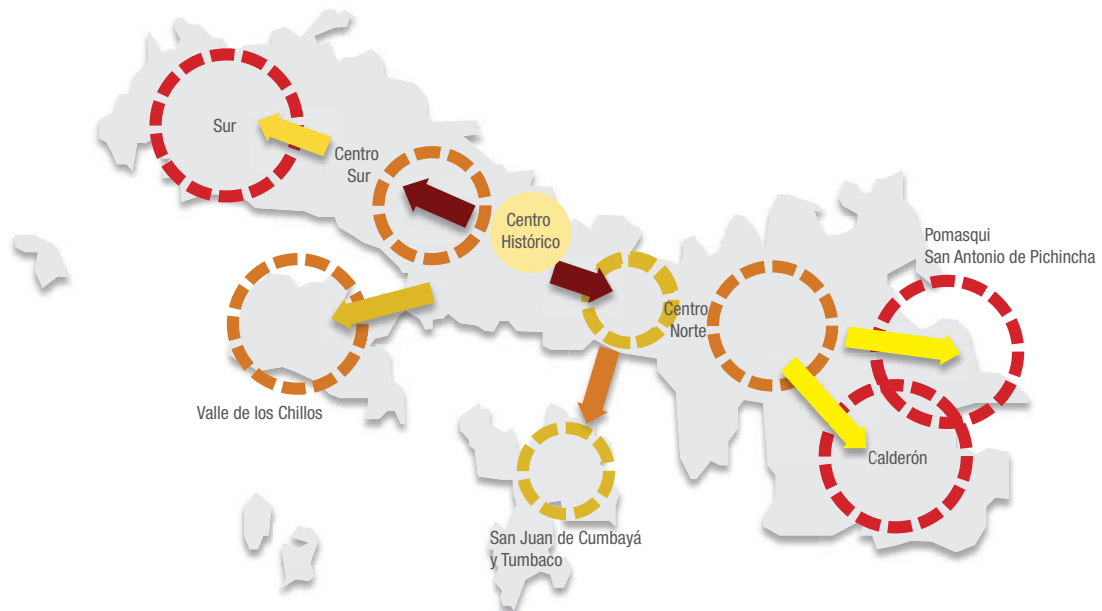 Sur
Centro
Sur
Centro
Histórico
Pomasqui
San Antonio de Pichincha
Centro
Norte
Valle de los Chillos
Calderón
San Juan de Cumbayá
y Tumbaco